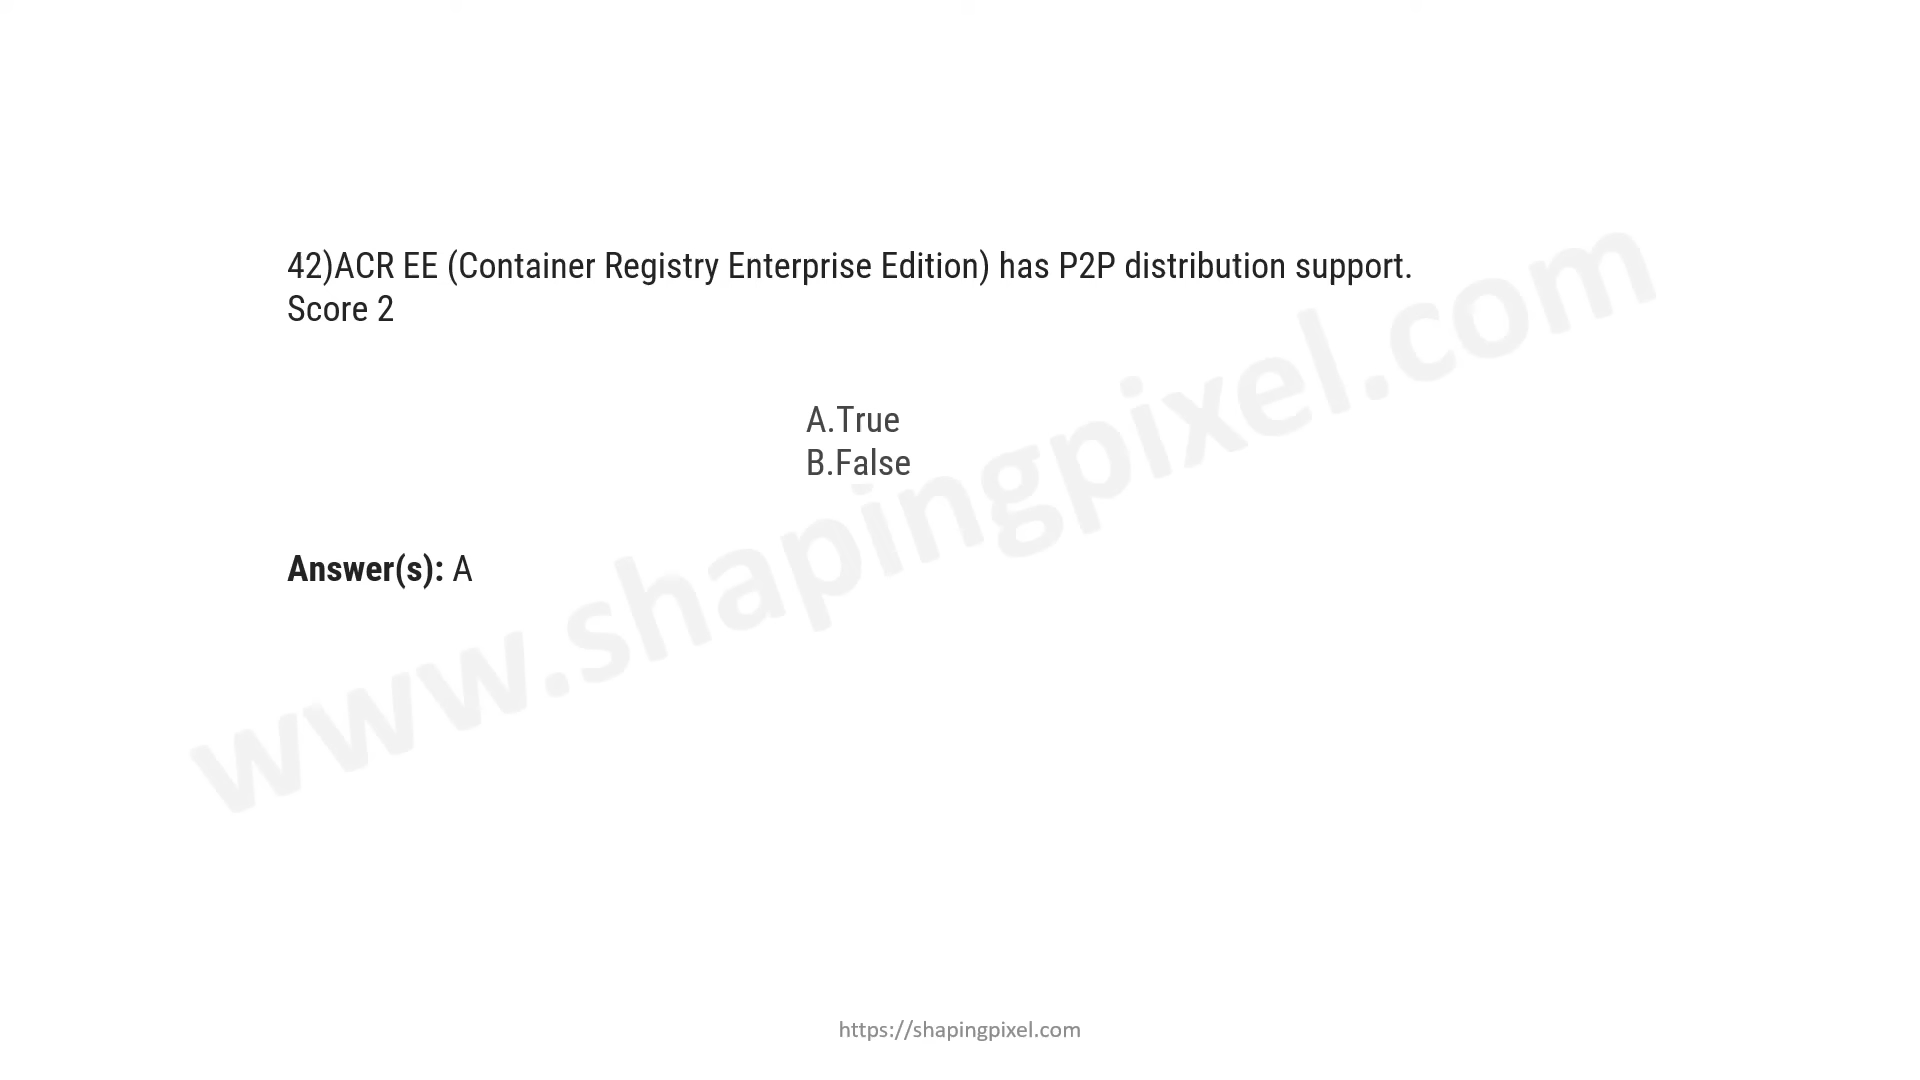 42)ACR EE (Container Registry Enterprise Edition) has P2P distribution support.
Score 2
A.True
B.False
Answer(s): A
www.shapingpixel.com
https://shapingpixel.com